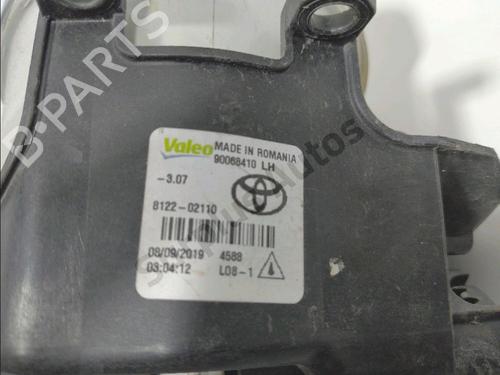 Valeo MADE IN ROMANIA
90068410 LH
-3.07
8122-02110
08/09/2019 4588
03:04:12 L08-1
B-PARTS